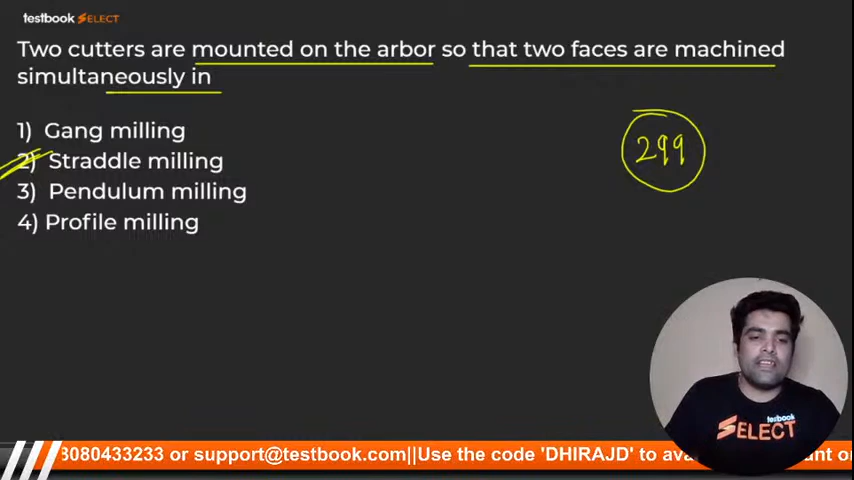 testbook SELECT
Two cutters are mounted on the arbor so that two faces are machined
simultaneously in
1) Gang milling
2) Straddle milling
3) Pendulum milling
4) Profile milling
299
testbook
SELECT
8080433233 or support@testbook.com||Use the code 'DHIRAJD' to